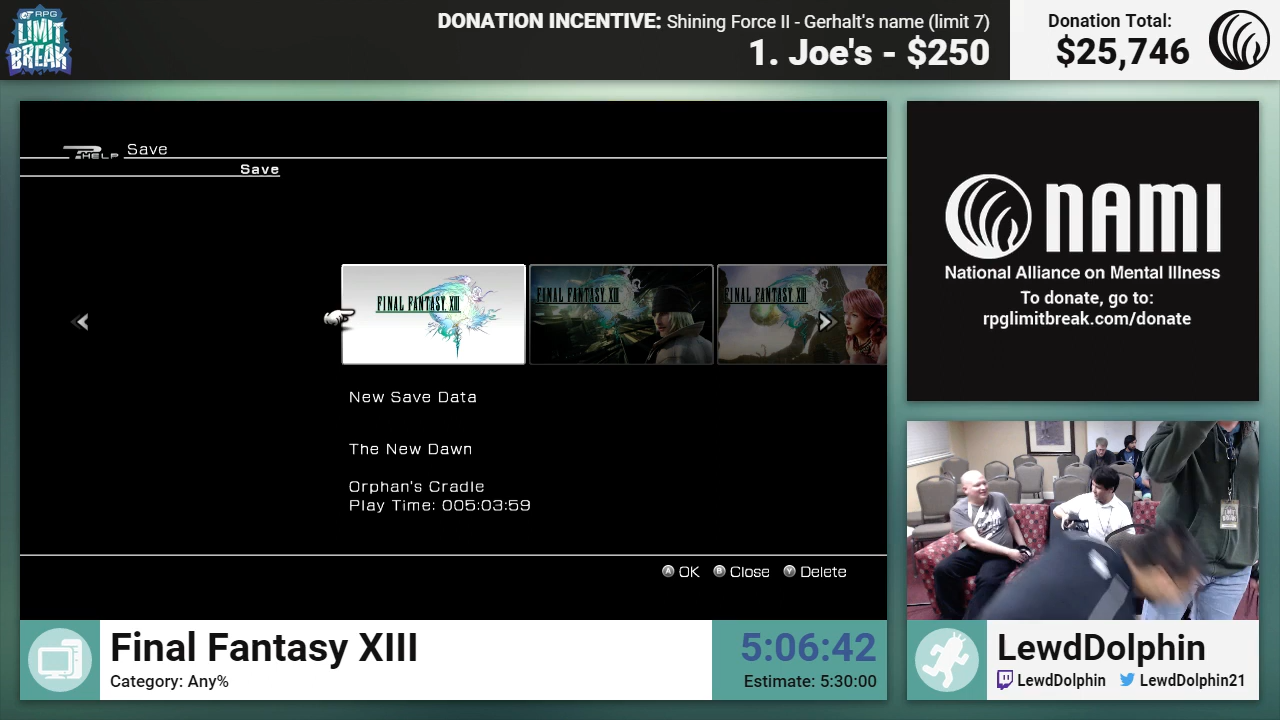 RPG
LIMIT
BREAK
DONATION INCENTIVE: Shining Force II - Gerhalt's name (limit 7)
1. Joe's - $250
Donation Total:
$25,746
HELP Save
Save
FINAL FANTASY XIII
FINAL FANTASY XIII
FINAL FANTASY XIII
New Save Data
The New Dawn
Orphan's Cradle
Play Time: 005:03:59
A OK B Close Y Delete
NAMI
National Alliance on Mental Illness
To donate, go to:
rpglimitbreak.com/donate
Final Fantasy XIII
Category: Any%
5:06:42
Estimate: 5:30:00
LewdDolphin
LewdDolphin LewdDolphin21